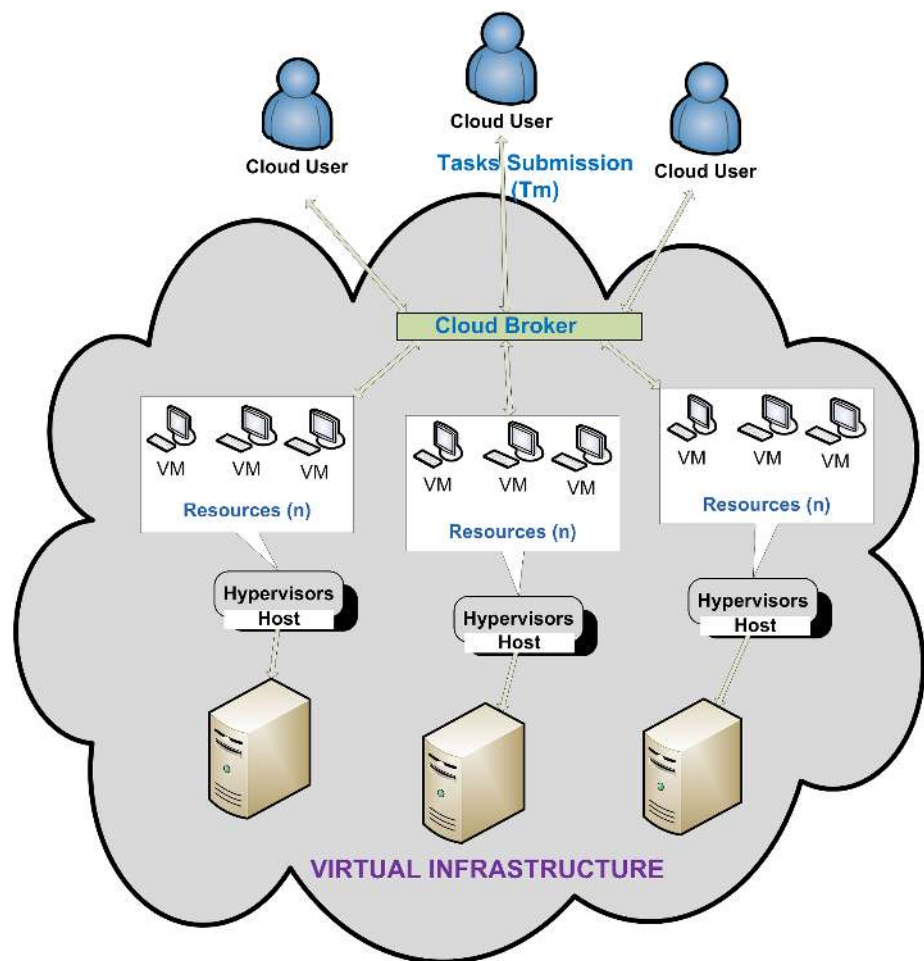 Cloud User
Cloud User
Cloud User
Tasks Submission
(Tm)
Cloud Broker
VM
VM
VM
Resources (n)
VM
VM
VM
Resources (n)
VM
VM
VM
Resources (n)
Hypervisors
Host
Hypervisors
Host
Hypervisors
Host
VIRTUAL INFRASTRUCTURE